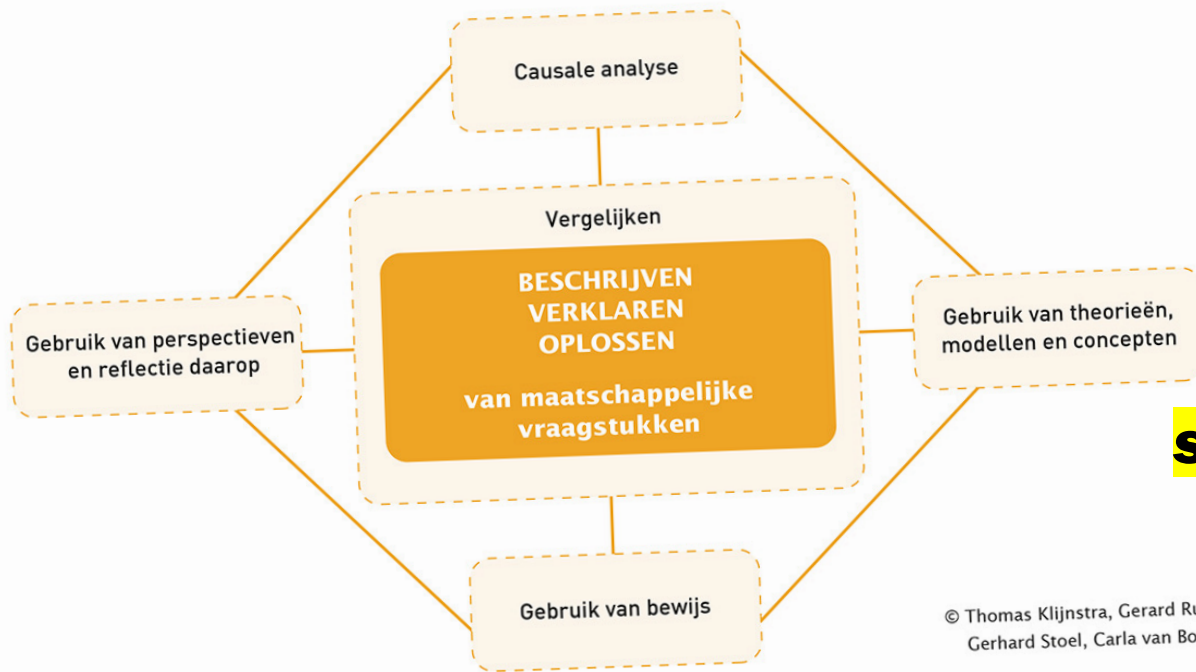 Causale analyse
Vergelijken
BESCHRIJVEN
VERKLAREN
OPLOSSEN
van maatschappelijke
vraagstukken
Gebruik van perspectieven
en reflectie daarop
Gebruik van theorieën,
modellen en concepten
Gebruik van bewijs
© Thomas Klijnstra, Gerard
Gerhard Stoel, Carla van